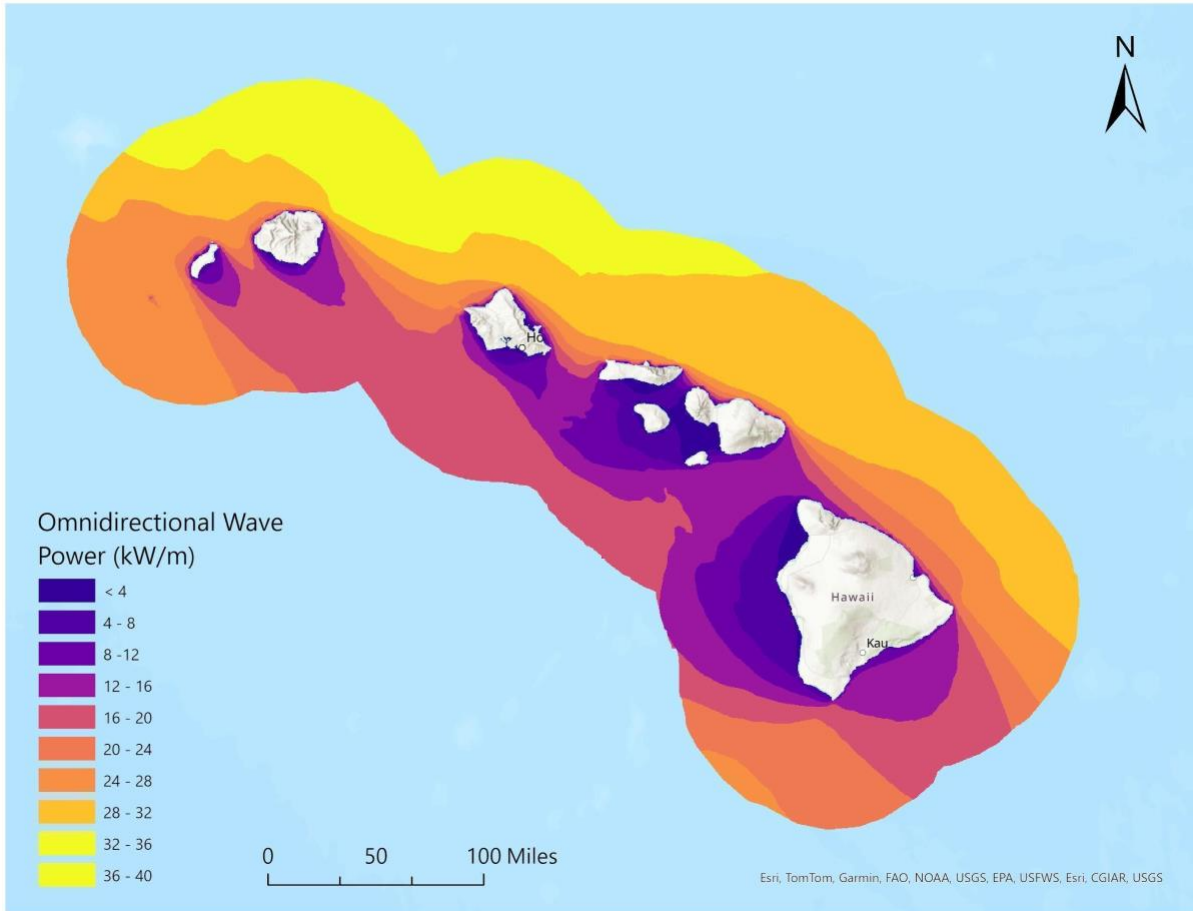 N
Ho
Hawaii
Kau
Omnidirectional Wave
Power (kW/m)
< 4
4 - 8
8 -12
12 - 16
16 - 20
20 - 24
24 - 28
28 - 32
32 - 36
36 - 40
0 50 100 Miles
Esri, TomTom, Garmin, FAO, NOAA, USGS, EPA, USFWS, Esri, CGIAR, USGS